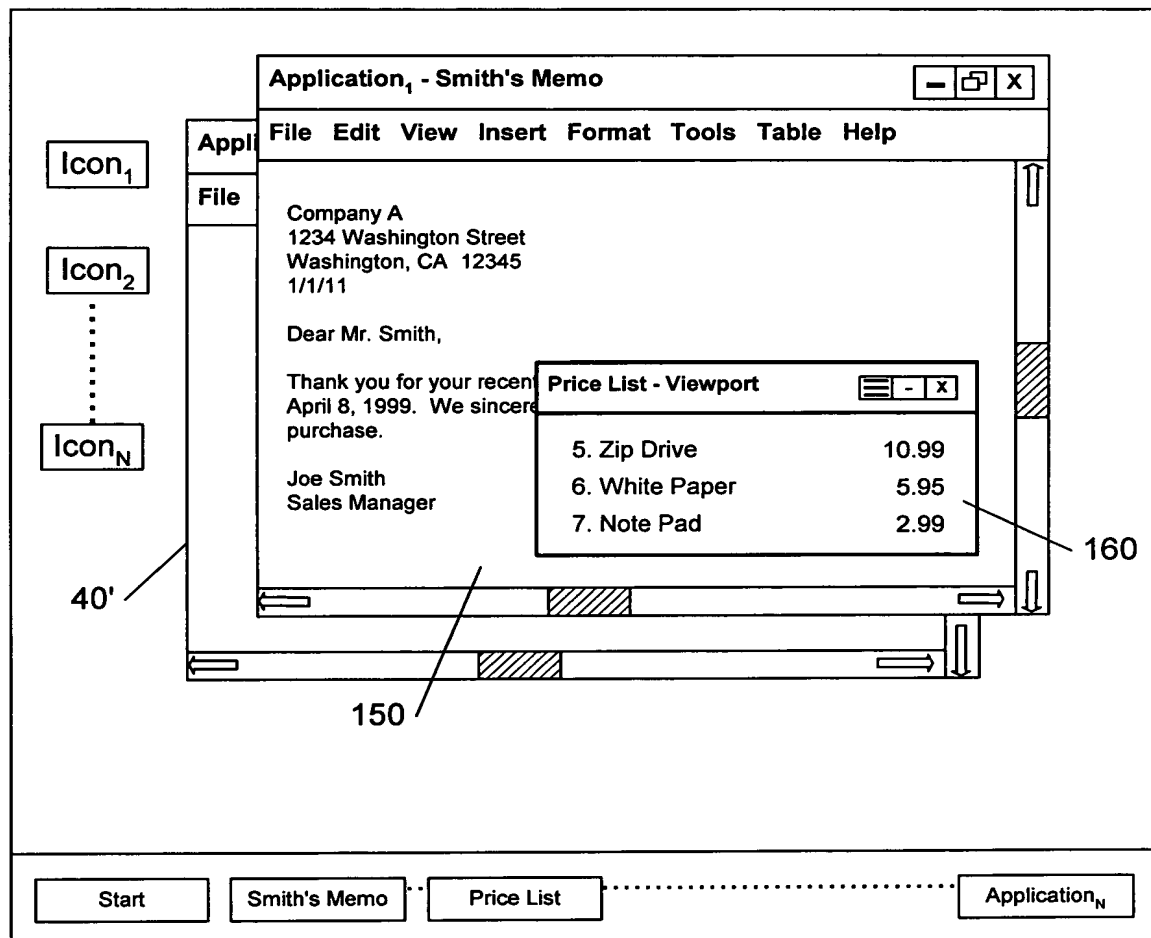 Application₁ - Smith's Memo
– X
File Edit View Insert Format Tools Table Help
Appli
File
Icon₁
Icon₂
Icon_N
Company A
1234 Washington Street
Washington, CA 12345
1/1/11
Dear Mr. Smith,
Thank you for your recent
April 8, 1999. We sincere
purchase.
Joe Smith
Sales Manager
Price List - Viewport
- x
5. Zip Drive 10.99
6. White Paper 5.95
7. Note Pad 2.99
160
40'
150
Start
Smith's Memo
Price List
Application_N